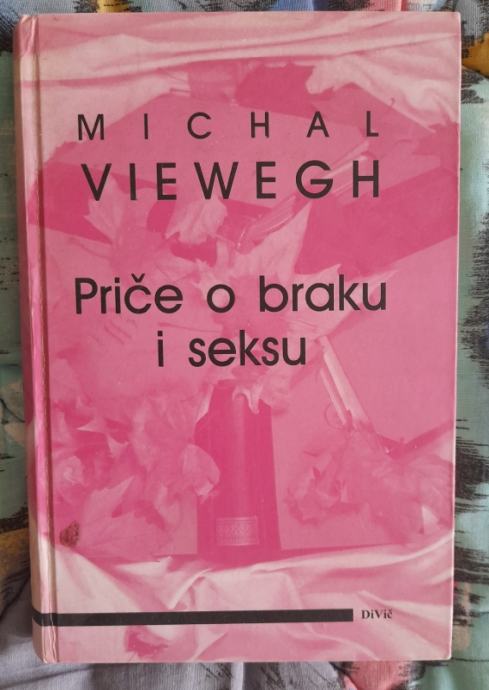 MICHAL
VIEWEGH
Priče o braku
i seksu
DiVič